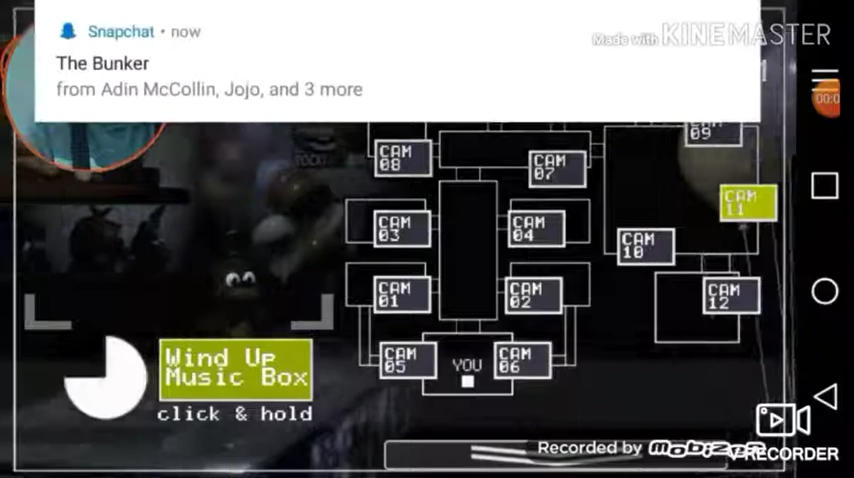 Snapchat • now
Made with KINEMASTER
The Bunker
from Adin McCollin, Jojo, and 3 more
00:0
CAM
09
CAM
08
CAM
07
CAM
11
CAM
03
CAM
04
CAM
10
CAM
01
CAM
02
CAM
12
Wind Up
Music Box
click & hold
CAM
05
YOU
CAM
06
Recorded by mobizen
V RECORDER